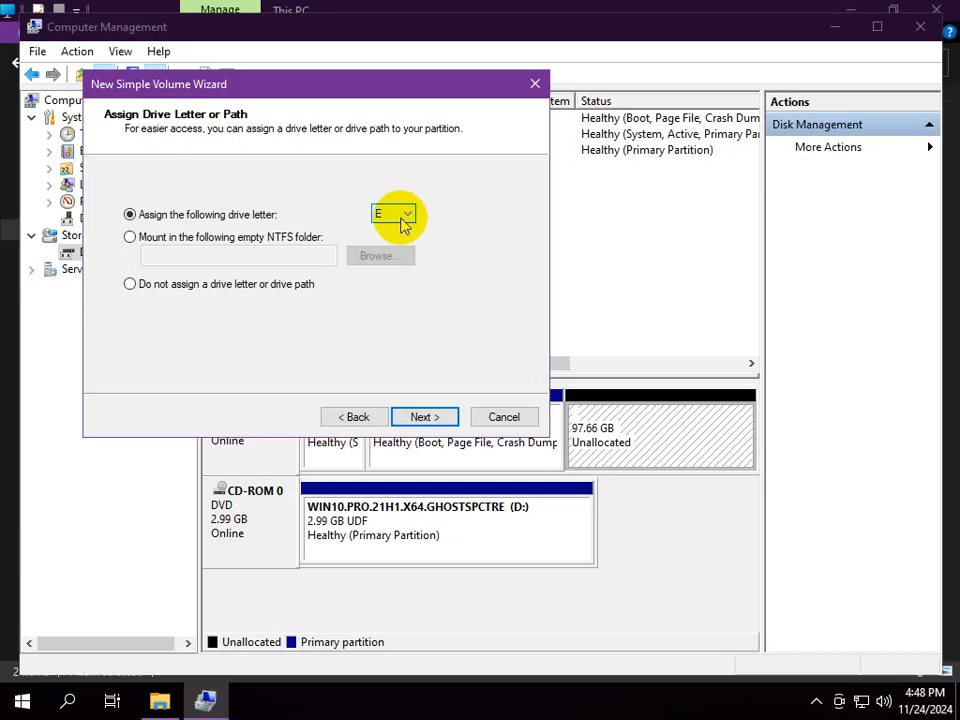 Manage
This PC
Computer Management
File Action View Help
New Simple Volume Wizard
Assign Drive Letter or Path
For easier access, you can assign a drive letter or drive path to your partition.
Assign the following drive letter:
E
Mount in the following empty NTFS folder:
Browse...
Do not assign a drive letter or drive path
< Back
Next >
Cancel
Compu
Syst
Stor
Serv
tem Status
Healthy (Boot, Page File, Crash Dum
Healthy (System, Active, Primary Pa
Healthy (Primary Partition)
Actions
Disk Management
More Actions
Online
Healthy (S
Healthy (Boot, Page File, Crash Dump
97.66 GB
Unallocated
CD-ROM 0
DVD
2.99 GB
Online
WIN10.PRO.21H1.X64.GHOSTSPCTRE (D:)
2.99 GB UDF
Healthy (Primary Partition)
Unallocated Primary partition
4:48 PM
11/24/2024